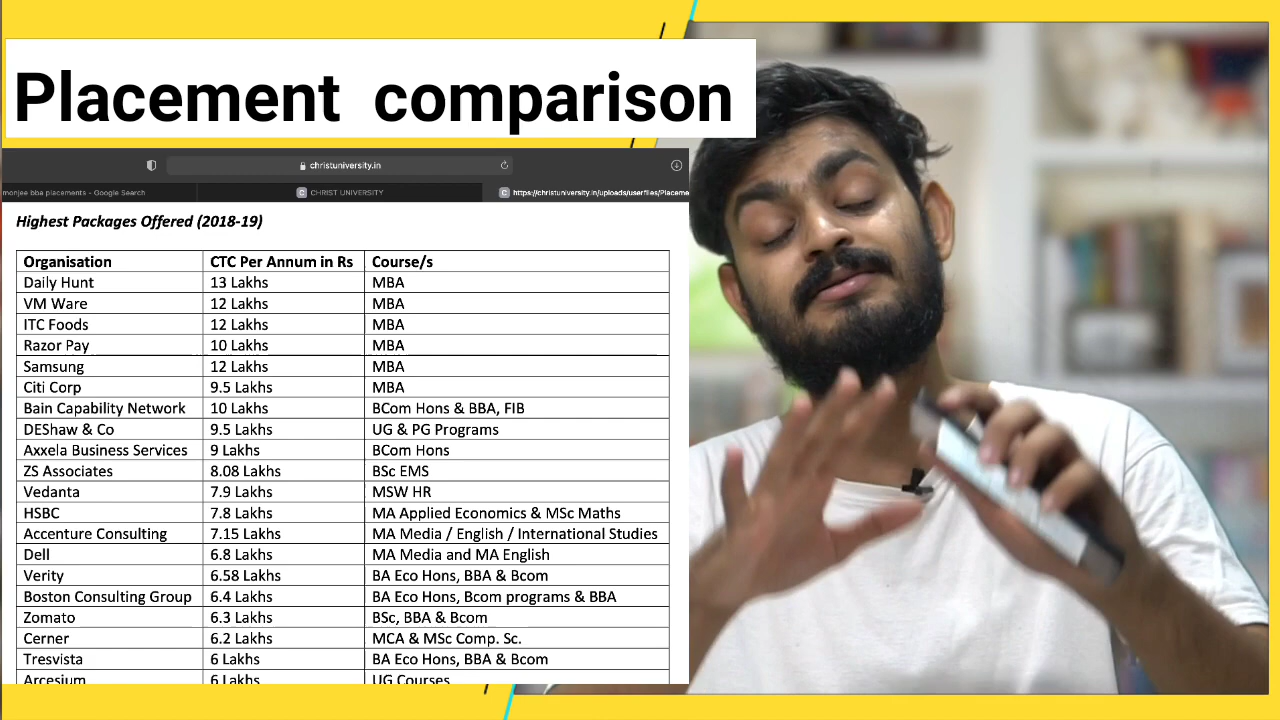 Placement comparison
christuniversity.in
monjee bba placements - Google Search
C CHRIST UNIVERSITY
C https://christuniversity.in/uploads/userfiles/Placeme
Highest Packages Offered (2018-19)
Organisation CTC Per Annum in Rs Course/s
Daily Hunt 13 Lakhs MBA
VM Ware 12 Lakhs MBA
ITC Foods 12 Lakhs MBA
Razor Pay 10 Lakhs MBA
Samsung 12 Lakhs MBA
Citi Corp 9.5 Lakhs MBA
Bain Capability Network 10 Lakhs BCom Hons & BBA, FIB
DEShaw & Co 9.5 Lakhs UG & PG Programs
Axxela Business Services 9 Lakhs BCom Hons
ZS Associates 8.08 Lakhs BSc EMS
Vedanta 7.9 Lakhs MSW HR
HSBC 7.8 Lakhs MA Applied Economics & MSc Maths
Accenture Consulting 7.15 Lakhs MA Media / English / International Studies
Dell 6.8 Lakhs MA Media and MA English
Verity 6.58 Lakhs BA Eco Hons, BBA & Bcom
Boston Consulting Group 6.4 Lakhs BA Eco Hons, Bcom programs & BBA
Zomato 6.3 Lakhs BSc, BBA & Bcom
Cerner 6.2 Lakhs MCA & MSc Comp. Sc.
Tresvista 6 Lakhs BA Eco Hons, BBA & Bcom
Arcesium 6 Lakhs UG Courses